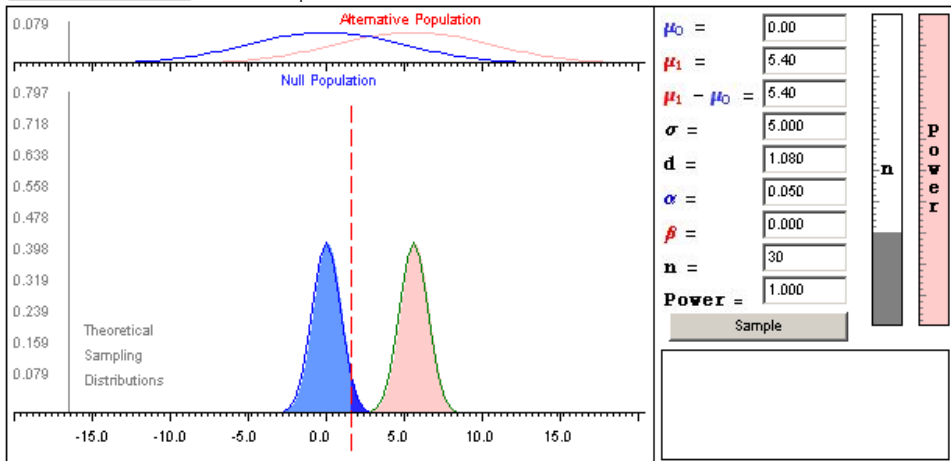 0.079
Alternative Population
Null Population
0.797
0.718
0.638
0.558
0.478
0.398
0.319
0.239
0.159
0.079
Theoretical
Sampling
Distributions
-15.0 -10.0 -5.0 0.0 5.0 10.0 15.0
μ₀ = 0.00
μ₁ = 5.40
μ₁ - μ₀ = 5.40
σ = 5.000
d = 1.080
α = 0.050
β = 0.000
n = 30
Power = 1.000
Sample
n
Power